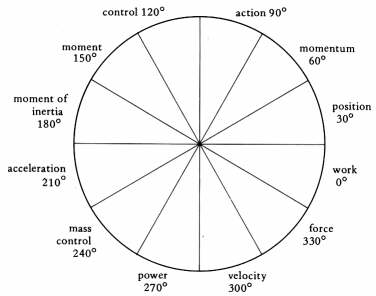 control 120°
action 90°
moment
150°
momentum
60°
moment of
inertia
180°
position
30°
acceleration
210°
work
0°
mass
control
240°
force
330°
power
270°
velocity
300°